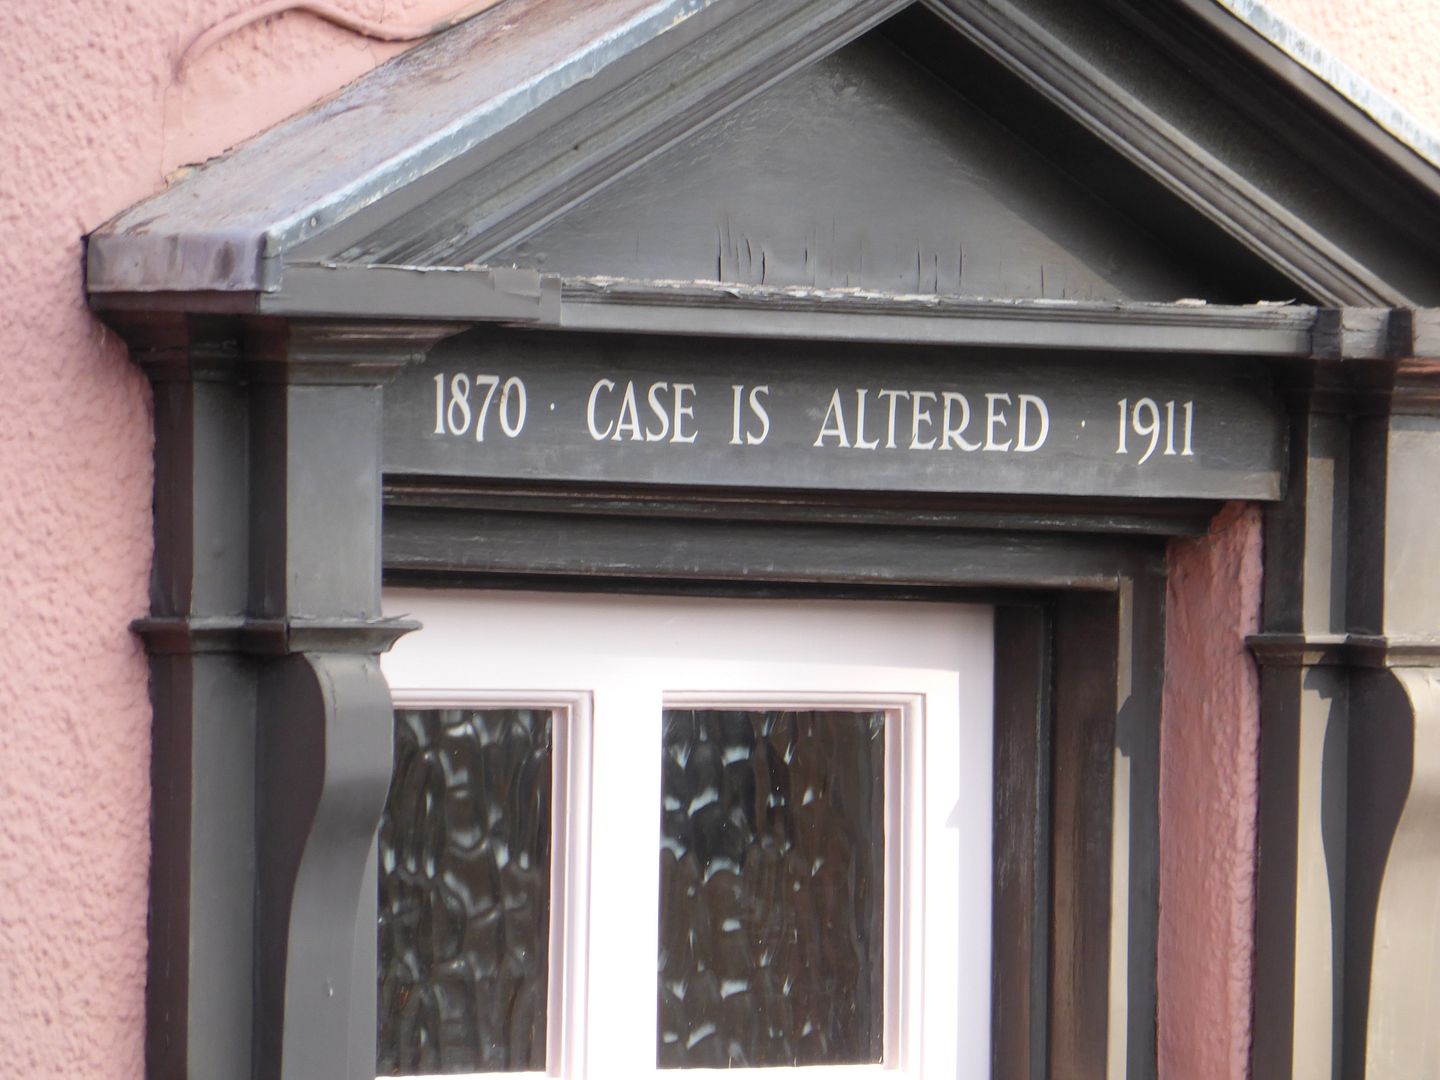 1870 · CASE IS ALTERED · 1911